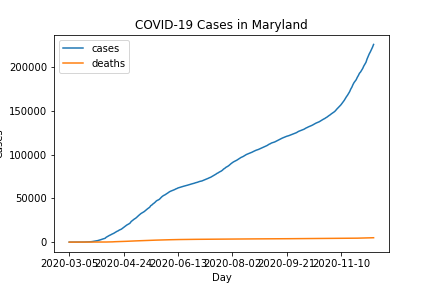 COVID-19 Cases in Maryland
cases
deaths
200000
150000
100000
50000
0
cases
2020-03-05 2020-04-24 2020-06-13 2020-08-02 2020-09-21 2020-11-10
Day